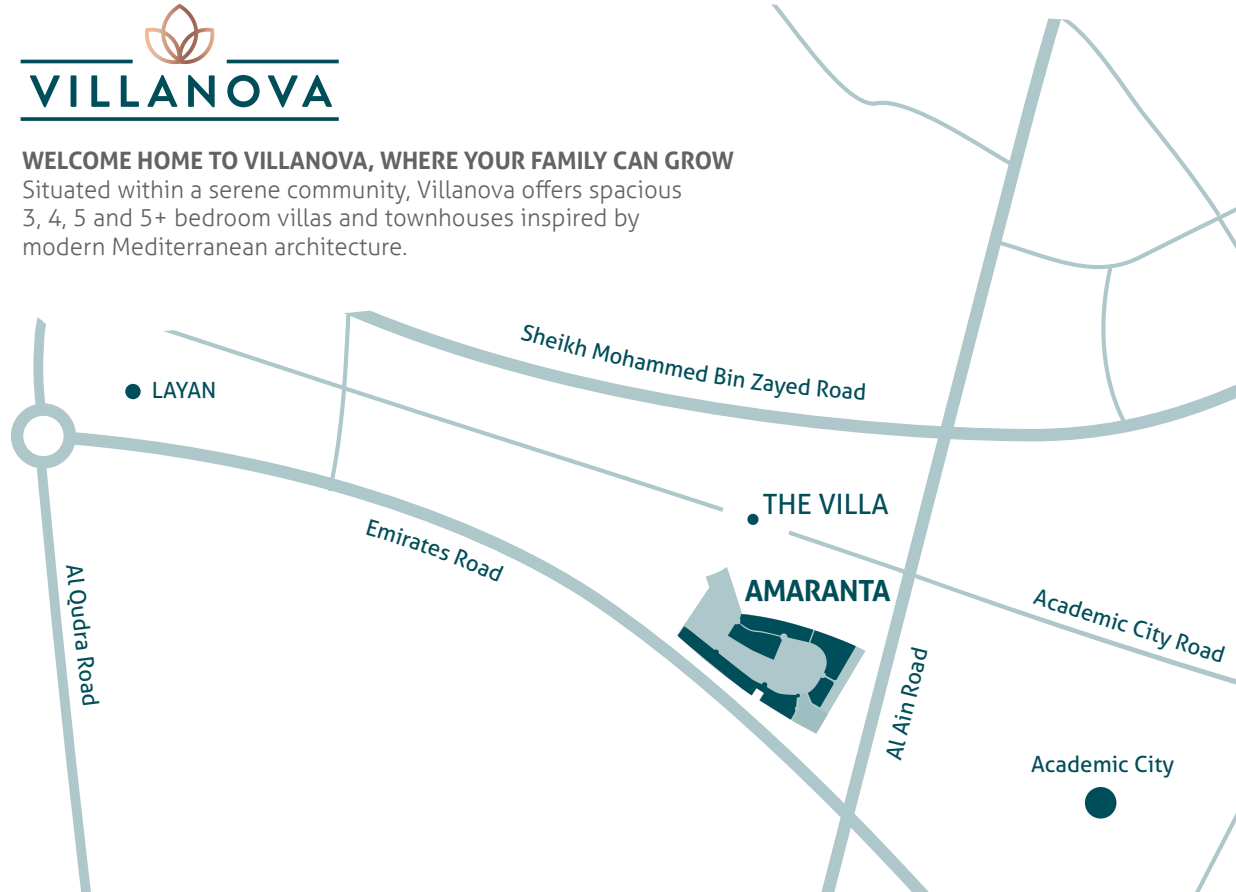 VILLANOVA
WELCOME HOME TO VILLANOVA, WHERE YOUR FAMILY CAN GROW
Situated within a serene community, Villanova offers spacious
3, 4, 5 and 5+ bedroom villas and townhouses inspired by
modern Mediterranean architecture.
Sheikh Mohammed Bin Zayed Road
LAYAN
THE VILLA
Emirates Road
Al Qudra Road
AMARANTA
Academic City Road
Al Ain Road
Academic City